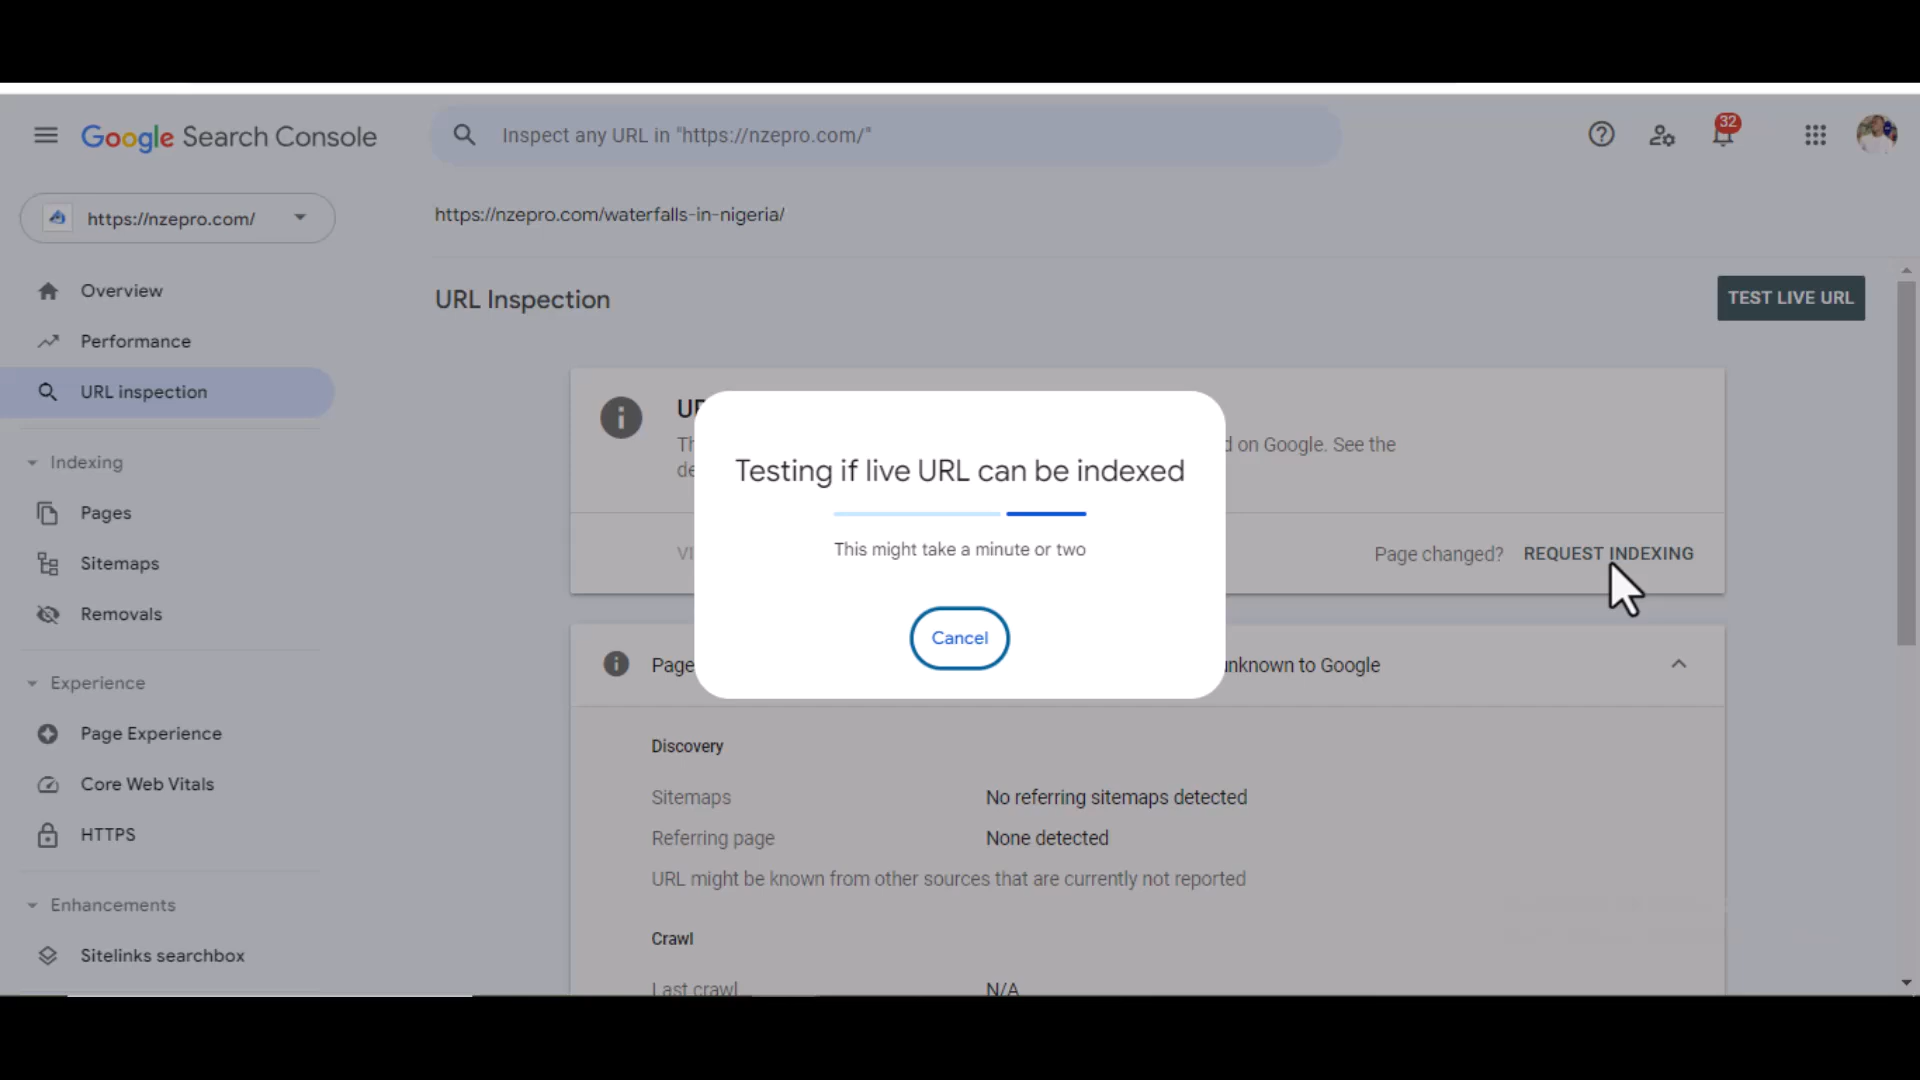 Google Search Console
Inspect any URL in "https://nzepro.com/"
32
https://nzepro.com/
https://nzepro.com/waterfalls-in-nigeria/
Overview
Performance
URL inspection
Indexing
Pages
Sitemaps
Removals
Experience
Page Experience
Core Web Vitals
HTTPS
Enhancements
Sitelinks searchbox
URL Inspection
TEST LIVE URL
on Google. See the
Testing if live URL can be indexed
This might take a minute or two
Cancel
Page changed? REQUEST INDEXING
Page
unknown to Google
Discovery
Sitemaps No referring sitemaps detected
Referring page None detected
URL might be known from other sources that are currently not reported
Crawl
Last crawl N/A